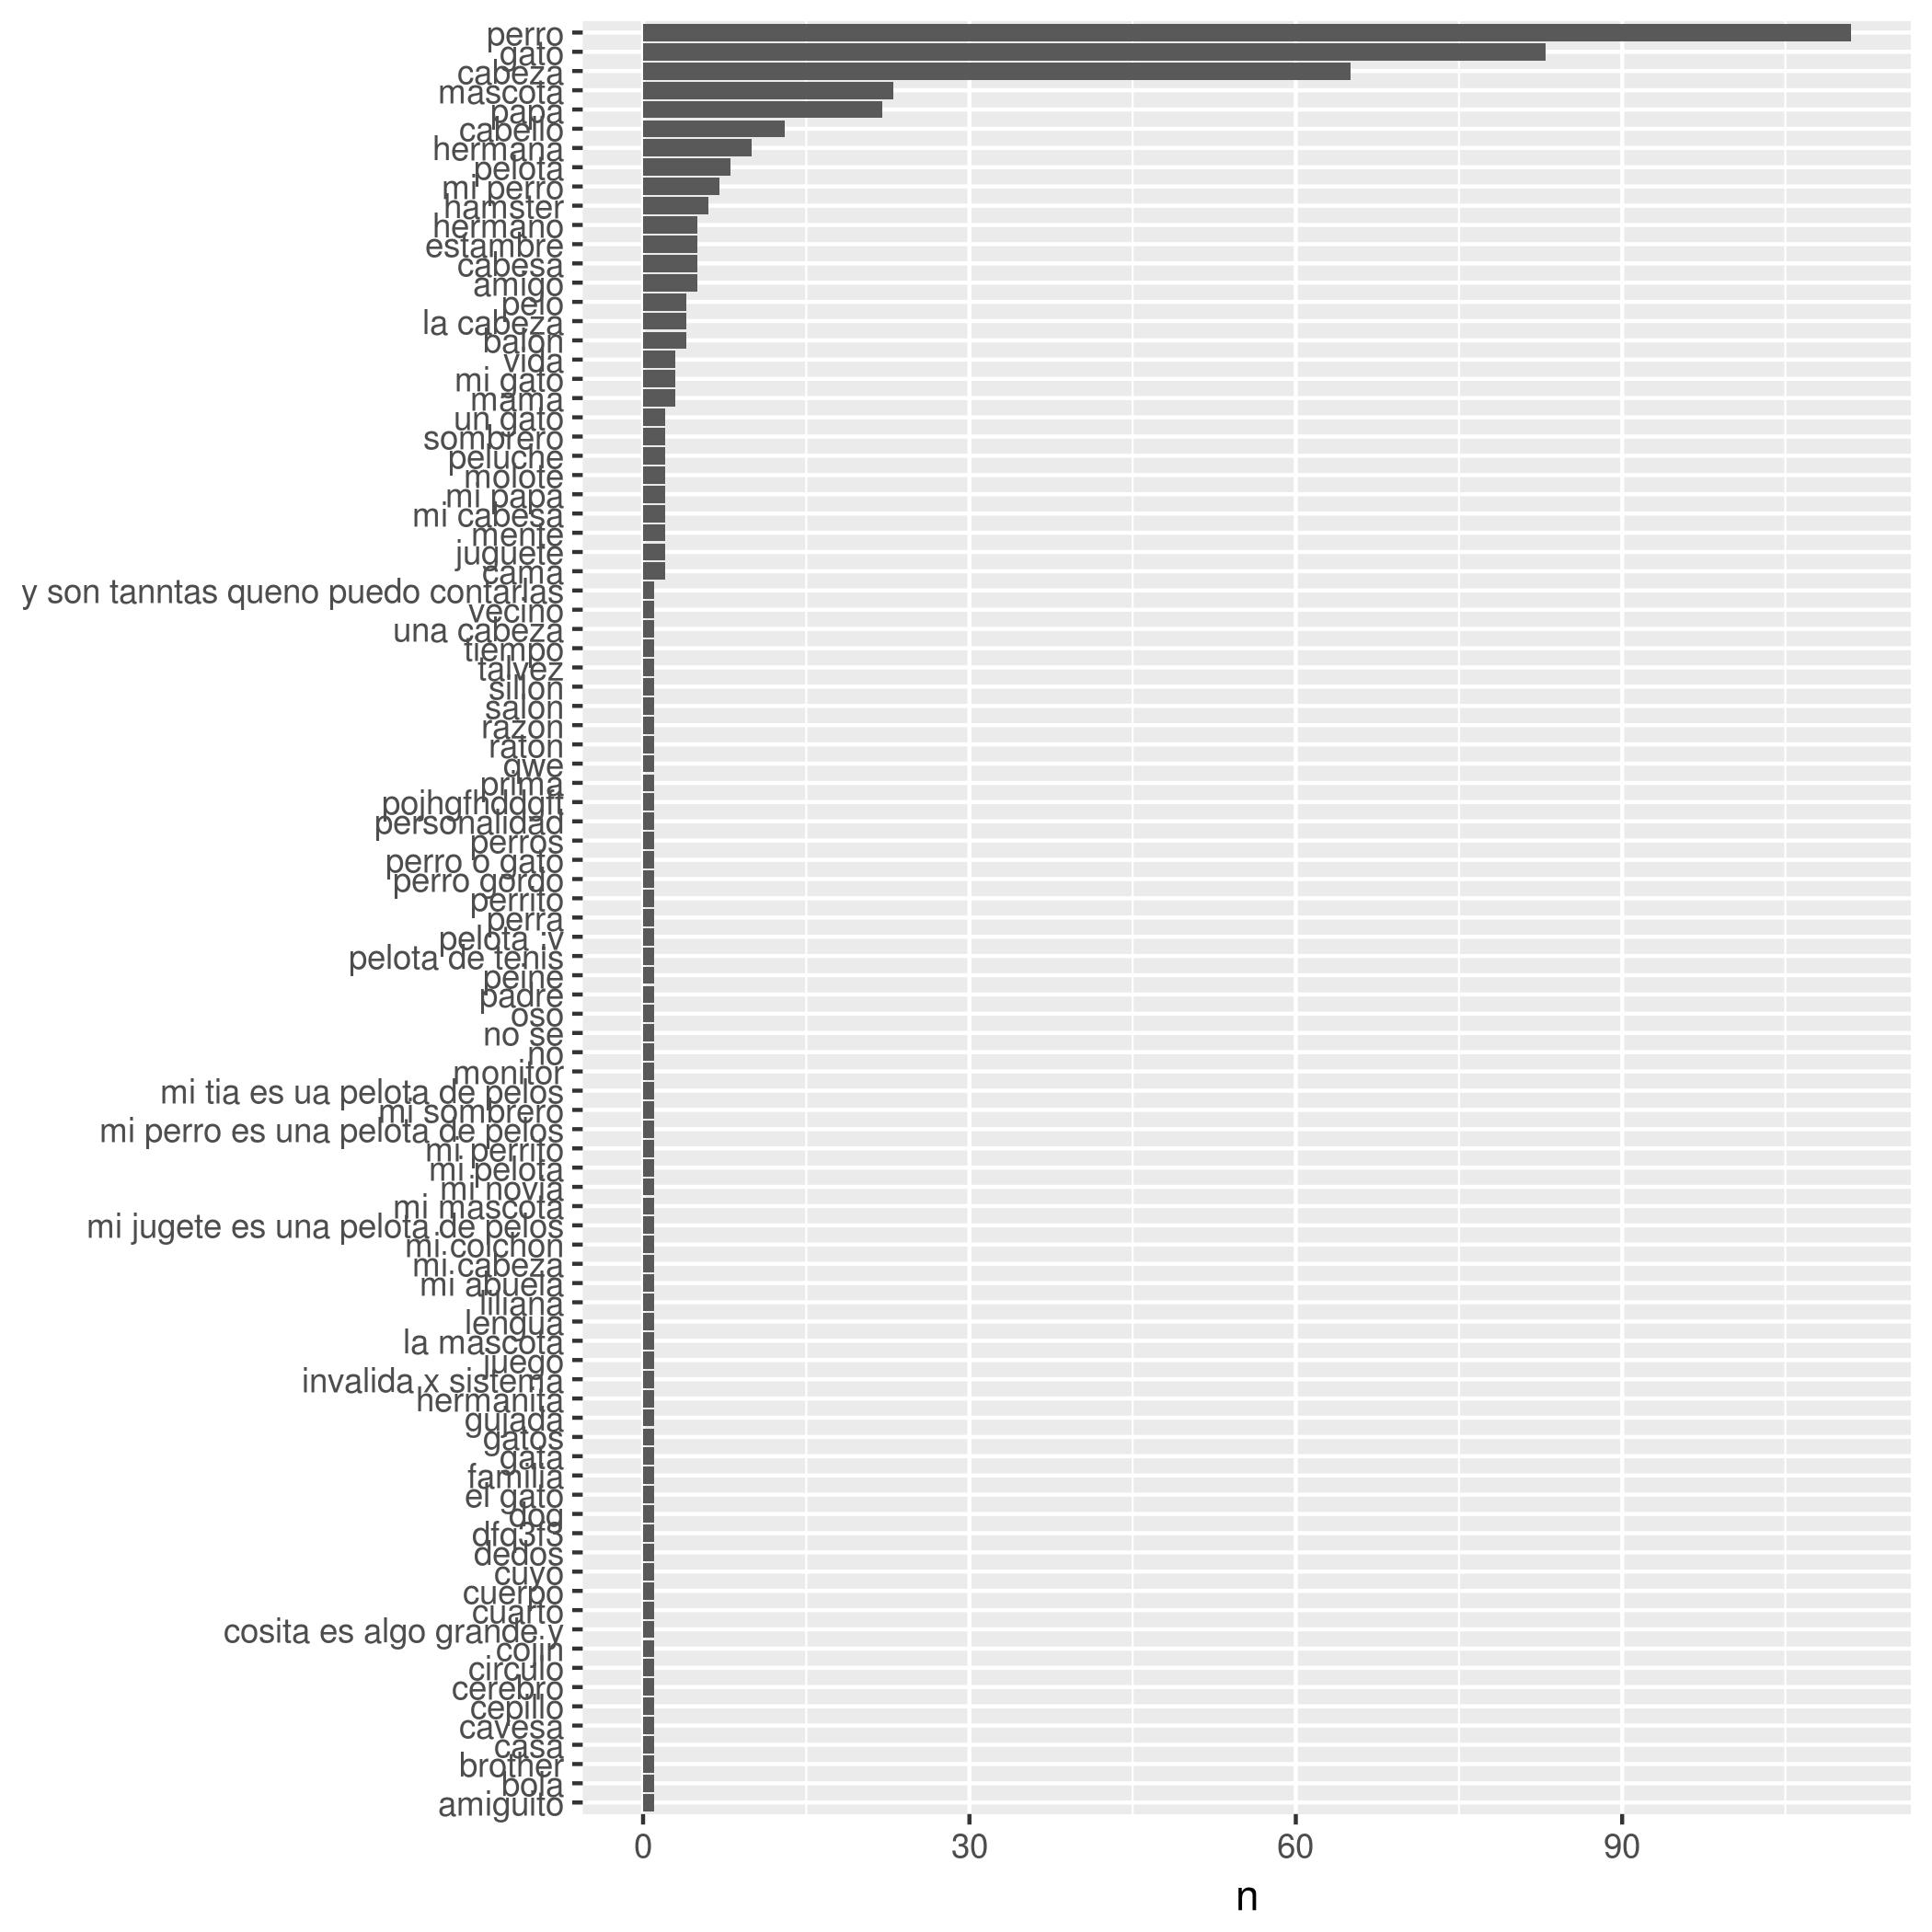 perro
gato
cabeza
mascota
papa
cabello
hermana
pelota
mi perro
hamster
hermano
estambre
cabesa
amigo
pelo
la cabeza
balon
vida
mi gato
mama
un gato
sombrero
peluche
molote
mi papa
mi cabesa
mente
juguete
cama
y son tanntas queno puedo contarlas
vecino
una cabeza
tiempo
talvez
sillon
salon
razon
raton
qwe
prima
pojhgfhddgft
personalidad
perros
perro o gato
perro gordo
perrito
perra
pelota :v
pelota de tenis
peine
padre
oso
no se
no
monitor
mi tia es ua pelota de pelos
mi sombrero
mi perro es una pelota de pelos
mi perrito
mi pelota
mi novia
mi mascota
mi jugete es una pelota de pelos
mi colchon
mi cabeza
mi abuela
liliana
lengua
la mascota
juego
invalida x sistema
hermanita
guiada
gatos
gata
familia
el gato
dog
dedos
cuyo
cuerpo
cuarto
cosita es algo grande y
cojin
circulo
cerebro
cepillo
cavesa
casa
brother
bola
amiguito
0 30 60 90
n